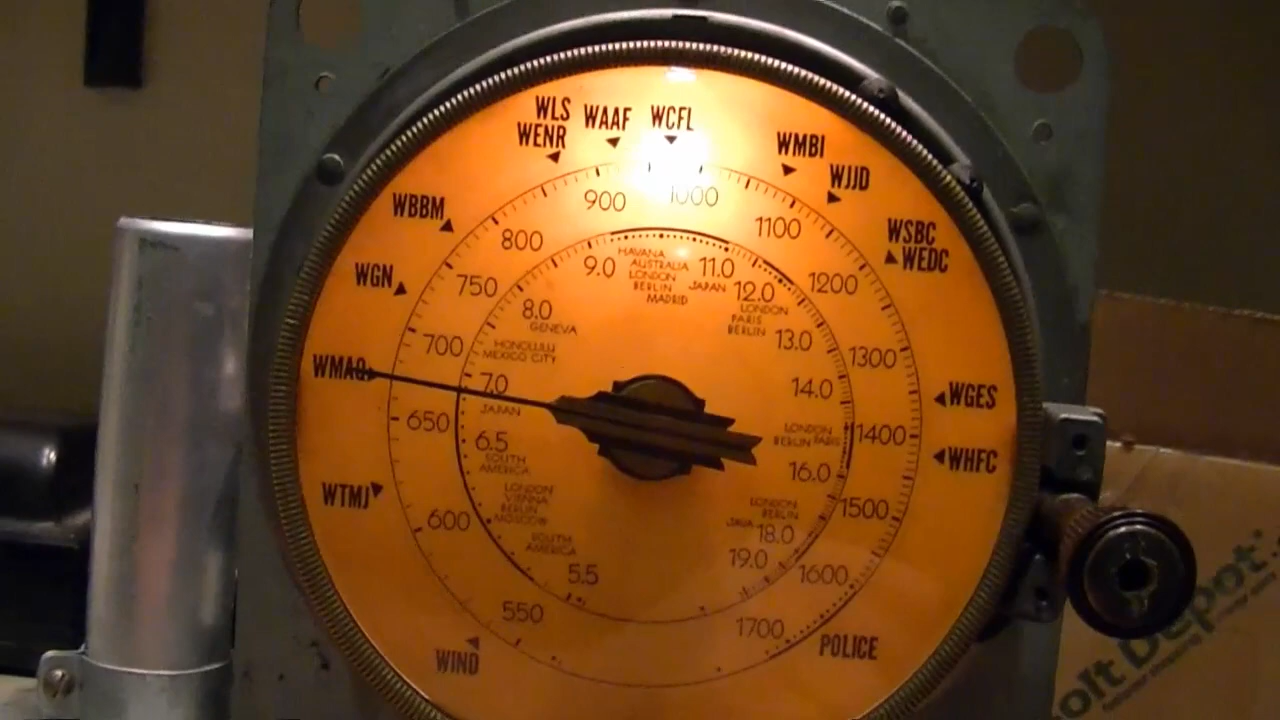 WLS
WENR
WAAF
WCFL
WMBI
WJJD
WBBM
WSBC
WEDC
WGN
WMAQ
WGES
WHFC
WTMJ
WIND
POLICE
550
600
650
700
750
800
900
1000
1100
1200
1300
1400
1500
1600
1700
5.5
SOUTH
AMERICA
LONDON
VIENNA
BERLIN
MOSCOW
SOUTH
AMERICA
6.5
JAPAN
7.0
HONOLULU
MEXICO CITY
GENEVA
8.0
9.0
HAVANA
AUSTRALIA
LONDON
BERLIN
MADRID
JAPAN
11.0
12.0
LONDON
PARIS
BERLIN
13.0
14.0
LONDON
BERLIN PARIS
16.0
LONDON
BERLIN
18.0
19.0
olt Depot